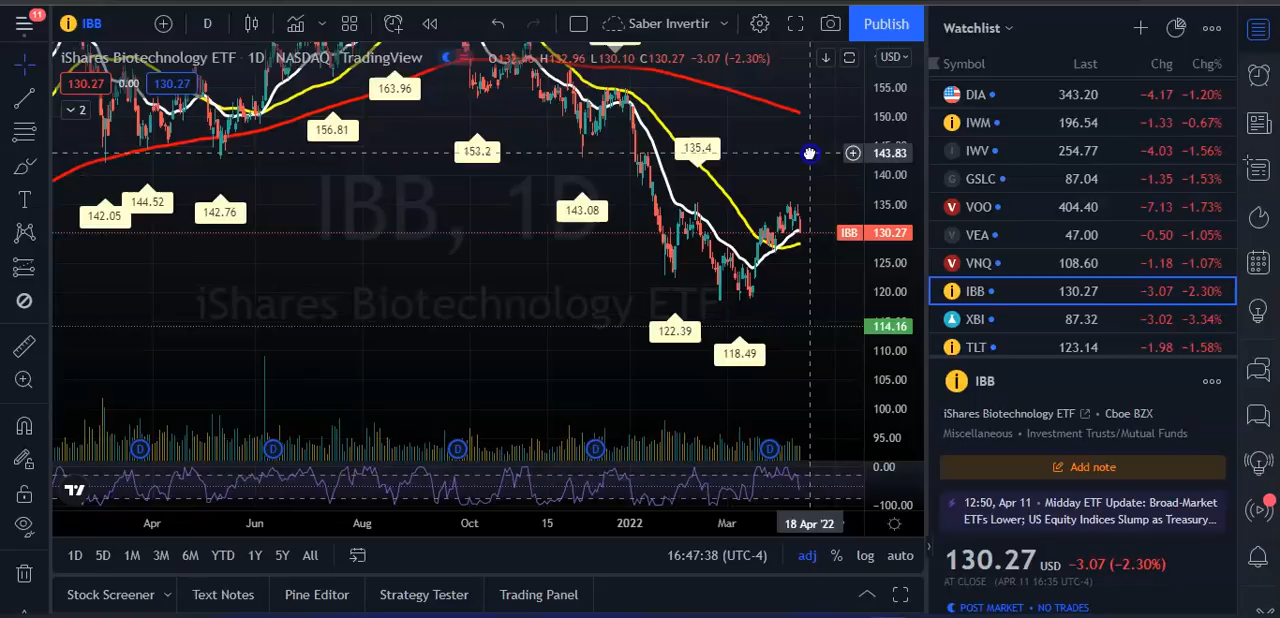 11
IBB
D
Saber Invertir
Publish
iShares Biotechnology ETF · 1D · NASDAQ · TradingView
H132.96 L130.10 C130.27 −3.07 (−2.30%)
USD
130.27 0.00 130.27
2
163.96
156.81
153.2
135.4
142.05
144.52
142.76
143.08
122.39
118.49
IBB, 1D
iShares Biotechnology ETF
155.00
150.00
143.83
140.00
135.00
IBB 130.27
125.00
120.00
114.16
110.00
105.00
100.00
95.00
0.00
−100.00
D D D D D
Apr Jun Aug Oct 15 2022 Mar 18 Apr '22
1D 5D 1M 3M 6M YTD 1Y 5Y All
16:47:38 (UTC-4) adj % log auto
Stock Screener Text Notes Pine Editor Strategy Tester Trading Panel
Watchlist
Symbol Last Chg Chg%
DIA 343.20 −4.17 −1.20%
IWM 196.54 −1.33 −0.67%
IWV 254.77 −4.03 −1.56%
GSLC 87.04 −1.35 −1.53%
VOO 404.40 −7.13 −1.73%
VEA 47.00 −0.50 −1.05%
VNQ 108.60 −1.18 −1.07%
IBB 130.27 −3.07 −2.30%
XBI 87.32 −3.02 −3.34%
TLT 123.14 −1.98 −1.58%
IBB
iShares Biotechnology ETF • Cboe BZX
Miscellaneous • Investment Trusts/Mutual Funds
Add note
12:50, Apr 11 • Midday ETF Update: Broad-Market
ETFs Lower; US Equity Indices Slump as Treasury...
130.27 USD −3.07 (−2.30%)
AT CLOSE (APR 11 16:35 UTC-4)
POST MARKET • NO TRADES